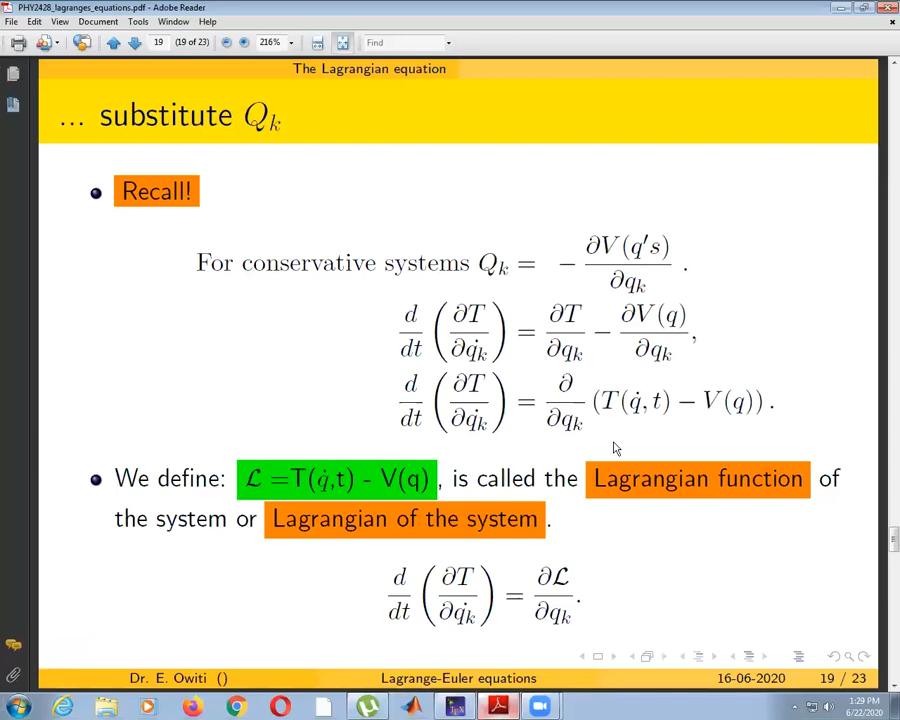 PHY2428_lagranges_equations.pdf - Adobe Reader
File Edit View Document Tools Window Help
19 (19 of 23) 216% Find
The Lagrangian equation
... substitute Q_k
Recall!
For conservative systems Q_k = − ∂V(q's)/∂q_k .
d/dt (∂T/∂q̇_k) = ∂T/∂q_k − ∂V(q)/∂q_k,
d/dt (∂T/∂q̇_k) = ∂/∂q_k (T(q̇, t) − V(q)) .
We define: ℒ =T(q̇,t) - V(q) , is called the Lagrangian function of
the system or Lagrangian of the system .
d/dt (∂T/∂q̇_k) = ∂ℒ/∂q_k.
Dr. E. Owiti () Lagrange-Euler equations 16-06-2020 19 / 23
1:29 PM
6/22/2020